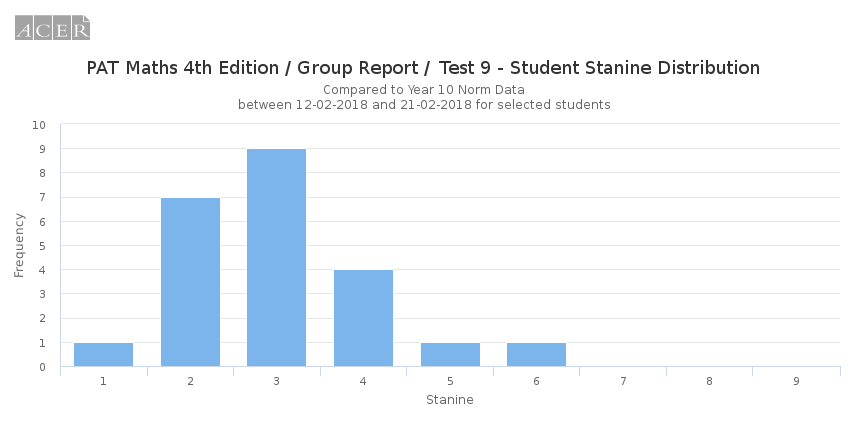 ACER
PAT Maths 4th Edition / Group Report / Test 9 - Student Stanine Distribution
Compared to Year 10 Norm Data
between 12-02-2018 and 21-02-2018 for selected students
10
9
8
7
6
5
4
3
2
1
0
Frequency
1 2 3 4 5 6 7 8 9
Stanine